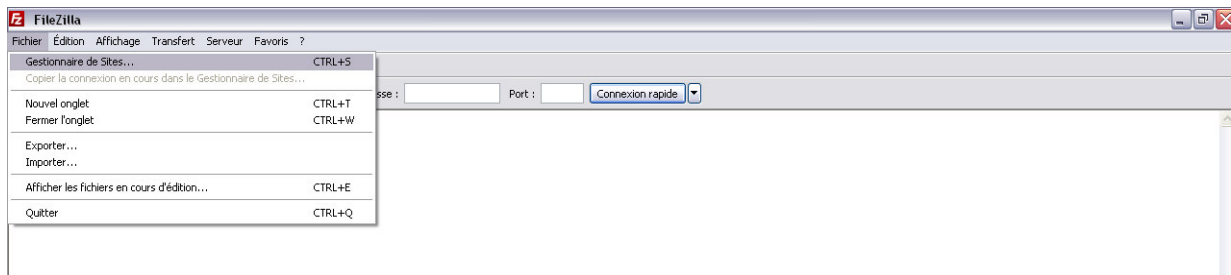 FileZilla
Fichier Édition Affichage Transfert Serveur Favoris ?
Gestionnaire de Sites... CTRL+S
Copier la connexion en cours dans le Gestionnaire de Sites...
sse : Port : Connexion rapide
Nouvel onglet CTRL+T
Fermer l'onglet CTRL+W
Exporter...
Importer...
Afficher les fichiers en cours d'édition... CTRL+E
Quitter CTRL+Q